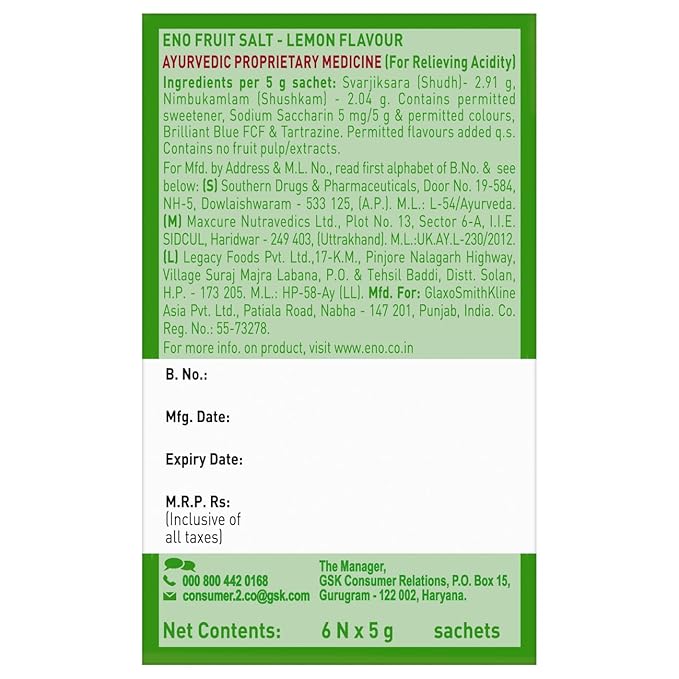 ENO FRUIT SALT - LEMON FLAVOUR
AYURVEDIC PROPRIETARY MEDICINE (For Relieving Acidity)
Ingredients per 5 g sachet: Svarjiksara (Shudh)- 2.91 g,
Nimbukamlam (Shushkam) - 2.04 g. Contains permitted
sweetener, Sodium Saccharin 5 mg/5 g & permitted colours,
Brilliant Blue FCF & Tartrazine. Permitted flavours added q.s.
Contains no fruit pulp/extracts.
For Mfd. by Address & M.L. No., read first alphabet of B.No. & see
below: (S) Southern Drugs & Pharmaceuticals, Door No. 19-584,
NH-5, Dowlaishwaram - 533 125, (A.P.). M.L.: L-54/Ayurveda.
(M) Maxcure Nutravedics Ltd., Plot No. 13, Sector 6-A, I.I.E.
SIDCUL, Haridwar - 249 403, (Uttrakhand). M.L.:UK.AY.L-230/2012.
(L) Legacy Foods Pvt. Ltd.,17-K.M., Pinjore Nalagarh Highway,
Village Suraj Majra Labana, P.O. & Tehsil Baddi, Distt. Solan,
H.P. - 173 205. M.L.: HP-58-Ay (LL). Mfd. For: GlaxoSmithKline
Asia Pvt. Ltd., Patiala Road, Nabha - 147 201, Punjab, India. Co.
Reg. No.: 55-73278.
For more info. on product, visit www.eno.co.in
B. No.:
Mfg. Date:
Expiry Date:
M.R.P. Rs:
(Inclusive of
all taxes)
000 800 442 0168
consumer.2.co@gsk.com
The Manager,
GSK Consumer Relations, P.O. Box 15,
Gurugram - 122 002, Haryana.
Net Contents: 6 N x 5 g sachets